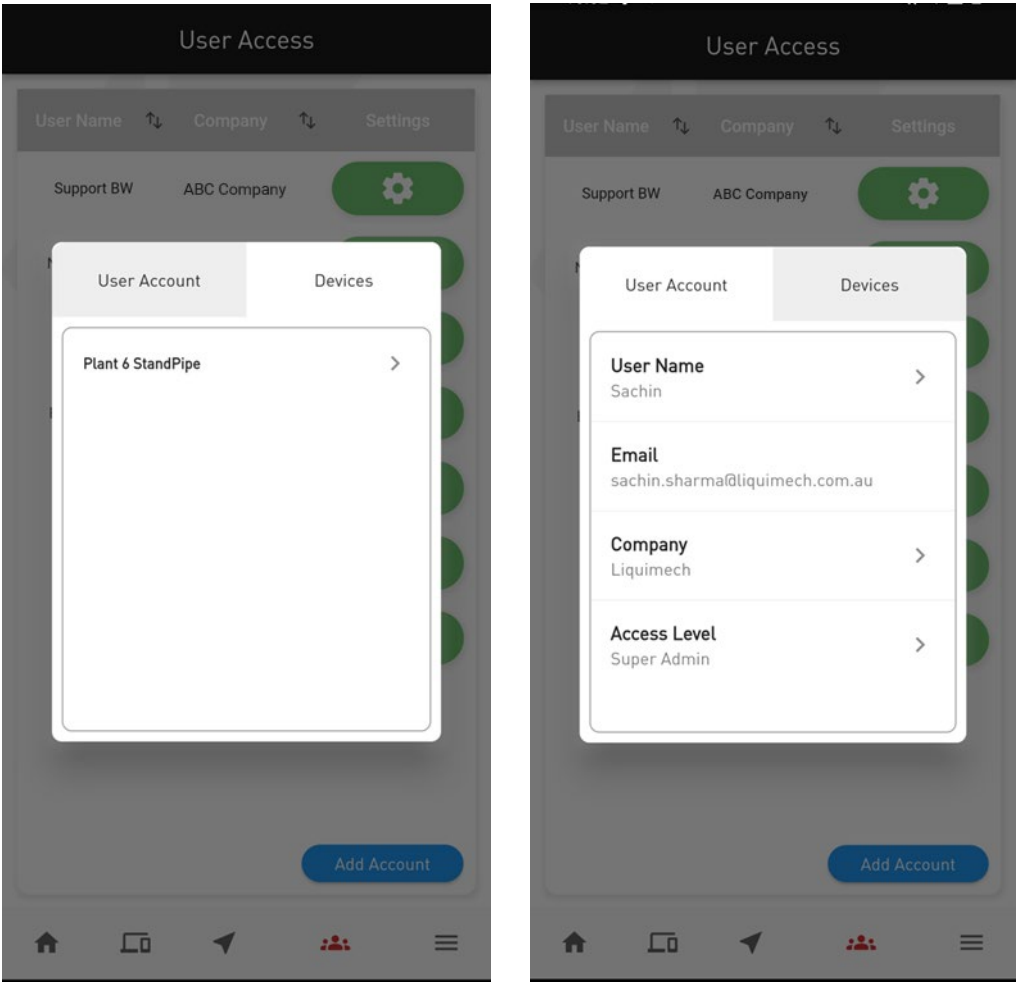 User Access
User Name Company Settings
Support BW ABC Company
User Account Devices
Plant 6 StandPipe
Add Account
User Access
User Name Company Settings
Support BW ABC Company
User Account Devices
User Name
Sachin
Email
sachin.sharma@liquimech.com.au
Company
Liquimech
Access Level
Super Admin
Add Account